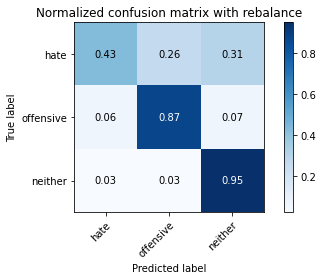 Normalized confusion matrix with rebalance
hate 0.43 0.26 0.31
offensive 0.06 0.87 0.07
neither 0.03 0.03 0.95
True label
hate offensive neither
Predicted label
0.8
0.6
0.4
0.2